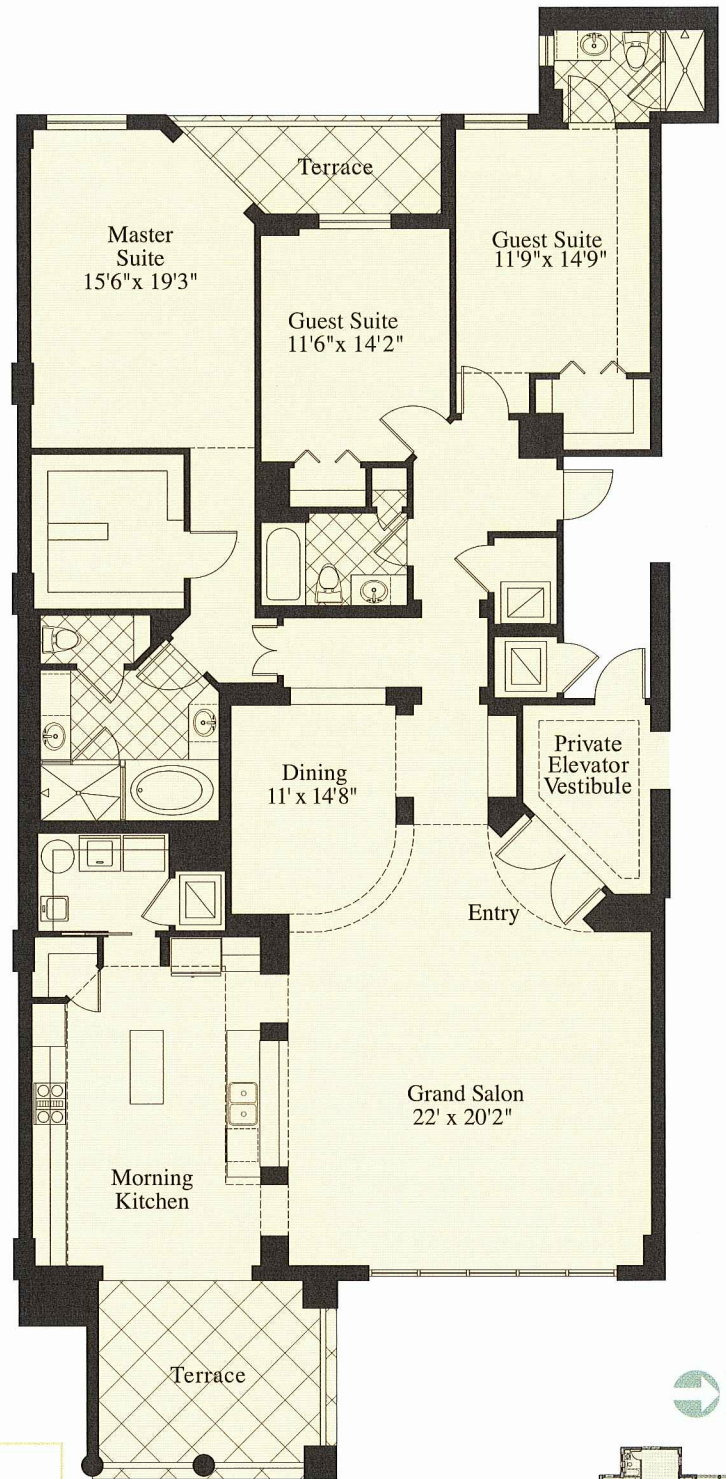 Terrace
Master
Suite
15'6"x 19'3"
Guest Suite
11'9"x 14'9"
Guest Suite
11'6"x 14'2"
Dining
11' x 14'8"
Private
Elevator
Vestibule
Entry
Grand Salon
22' x 20'2"
Morning
Kitchen
Terrace